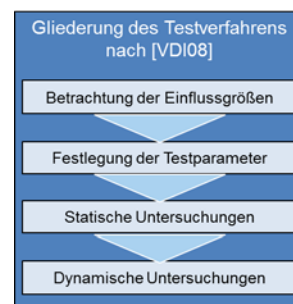 Gliederung des Testverfahrens
nach [VDI08]
Betrachtung der Einflussgrößen
Festlegung der Testparameter
Statische Untersuchungen
Dynamische Untersuchungen